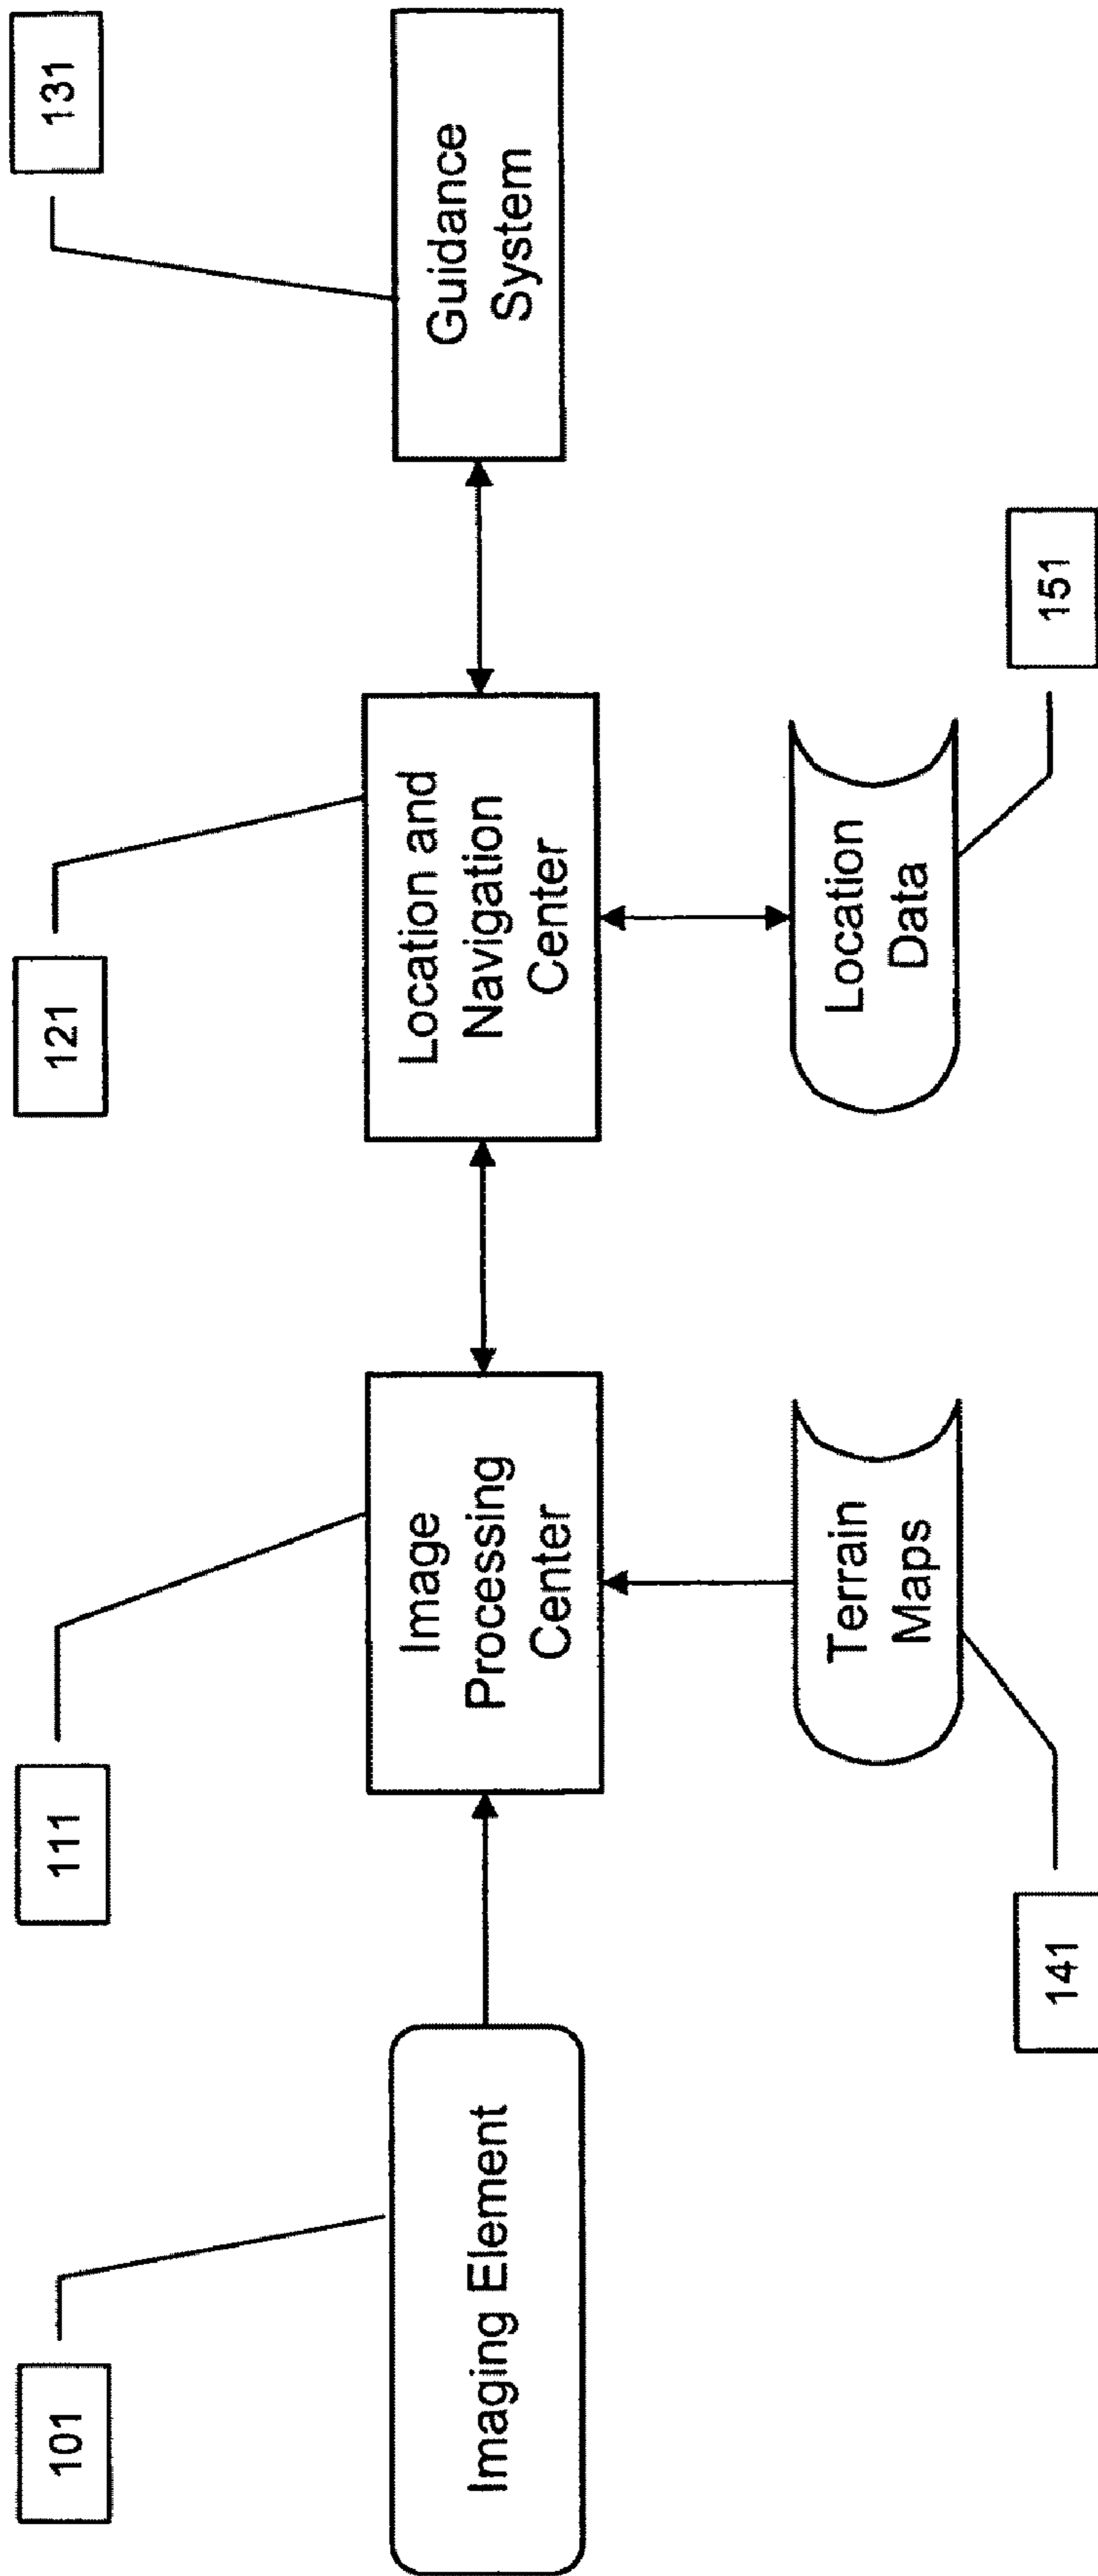 101
111
121
131
Imaging Element
Image
Processing
Center
Location and
Navigation
Center
Guidance
System
Terrain
Maps
Location
Data
141
151